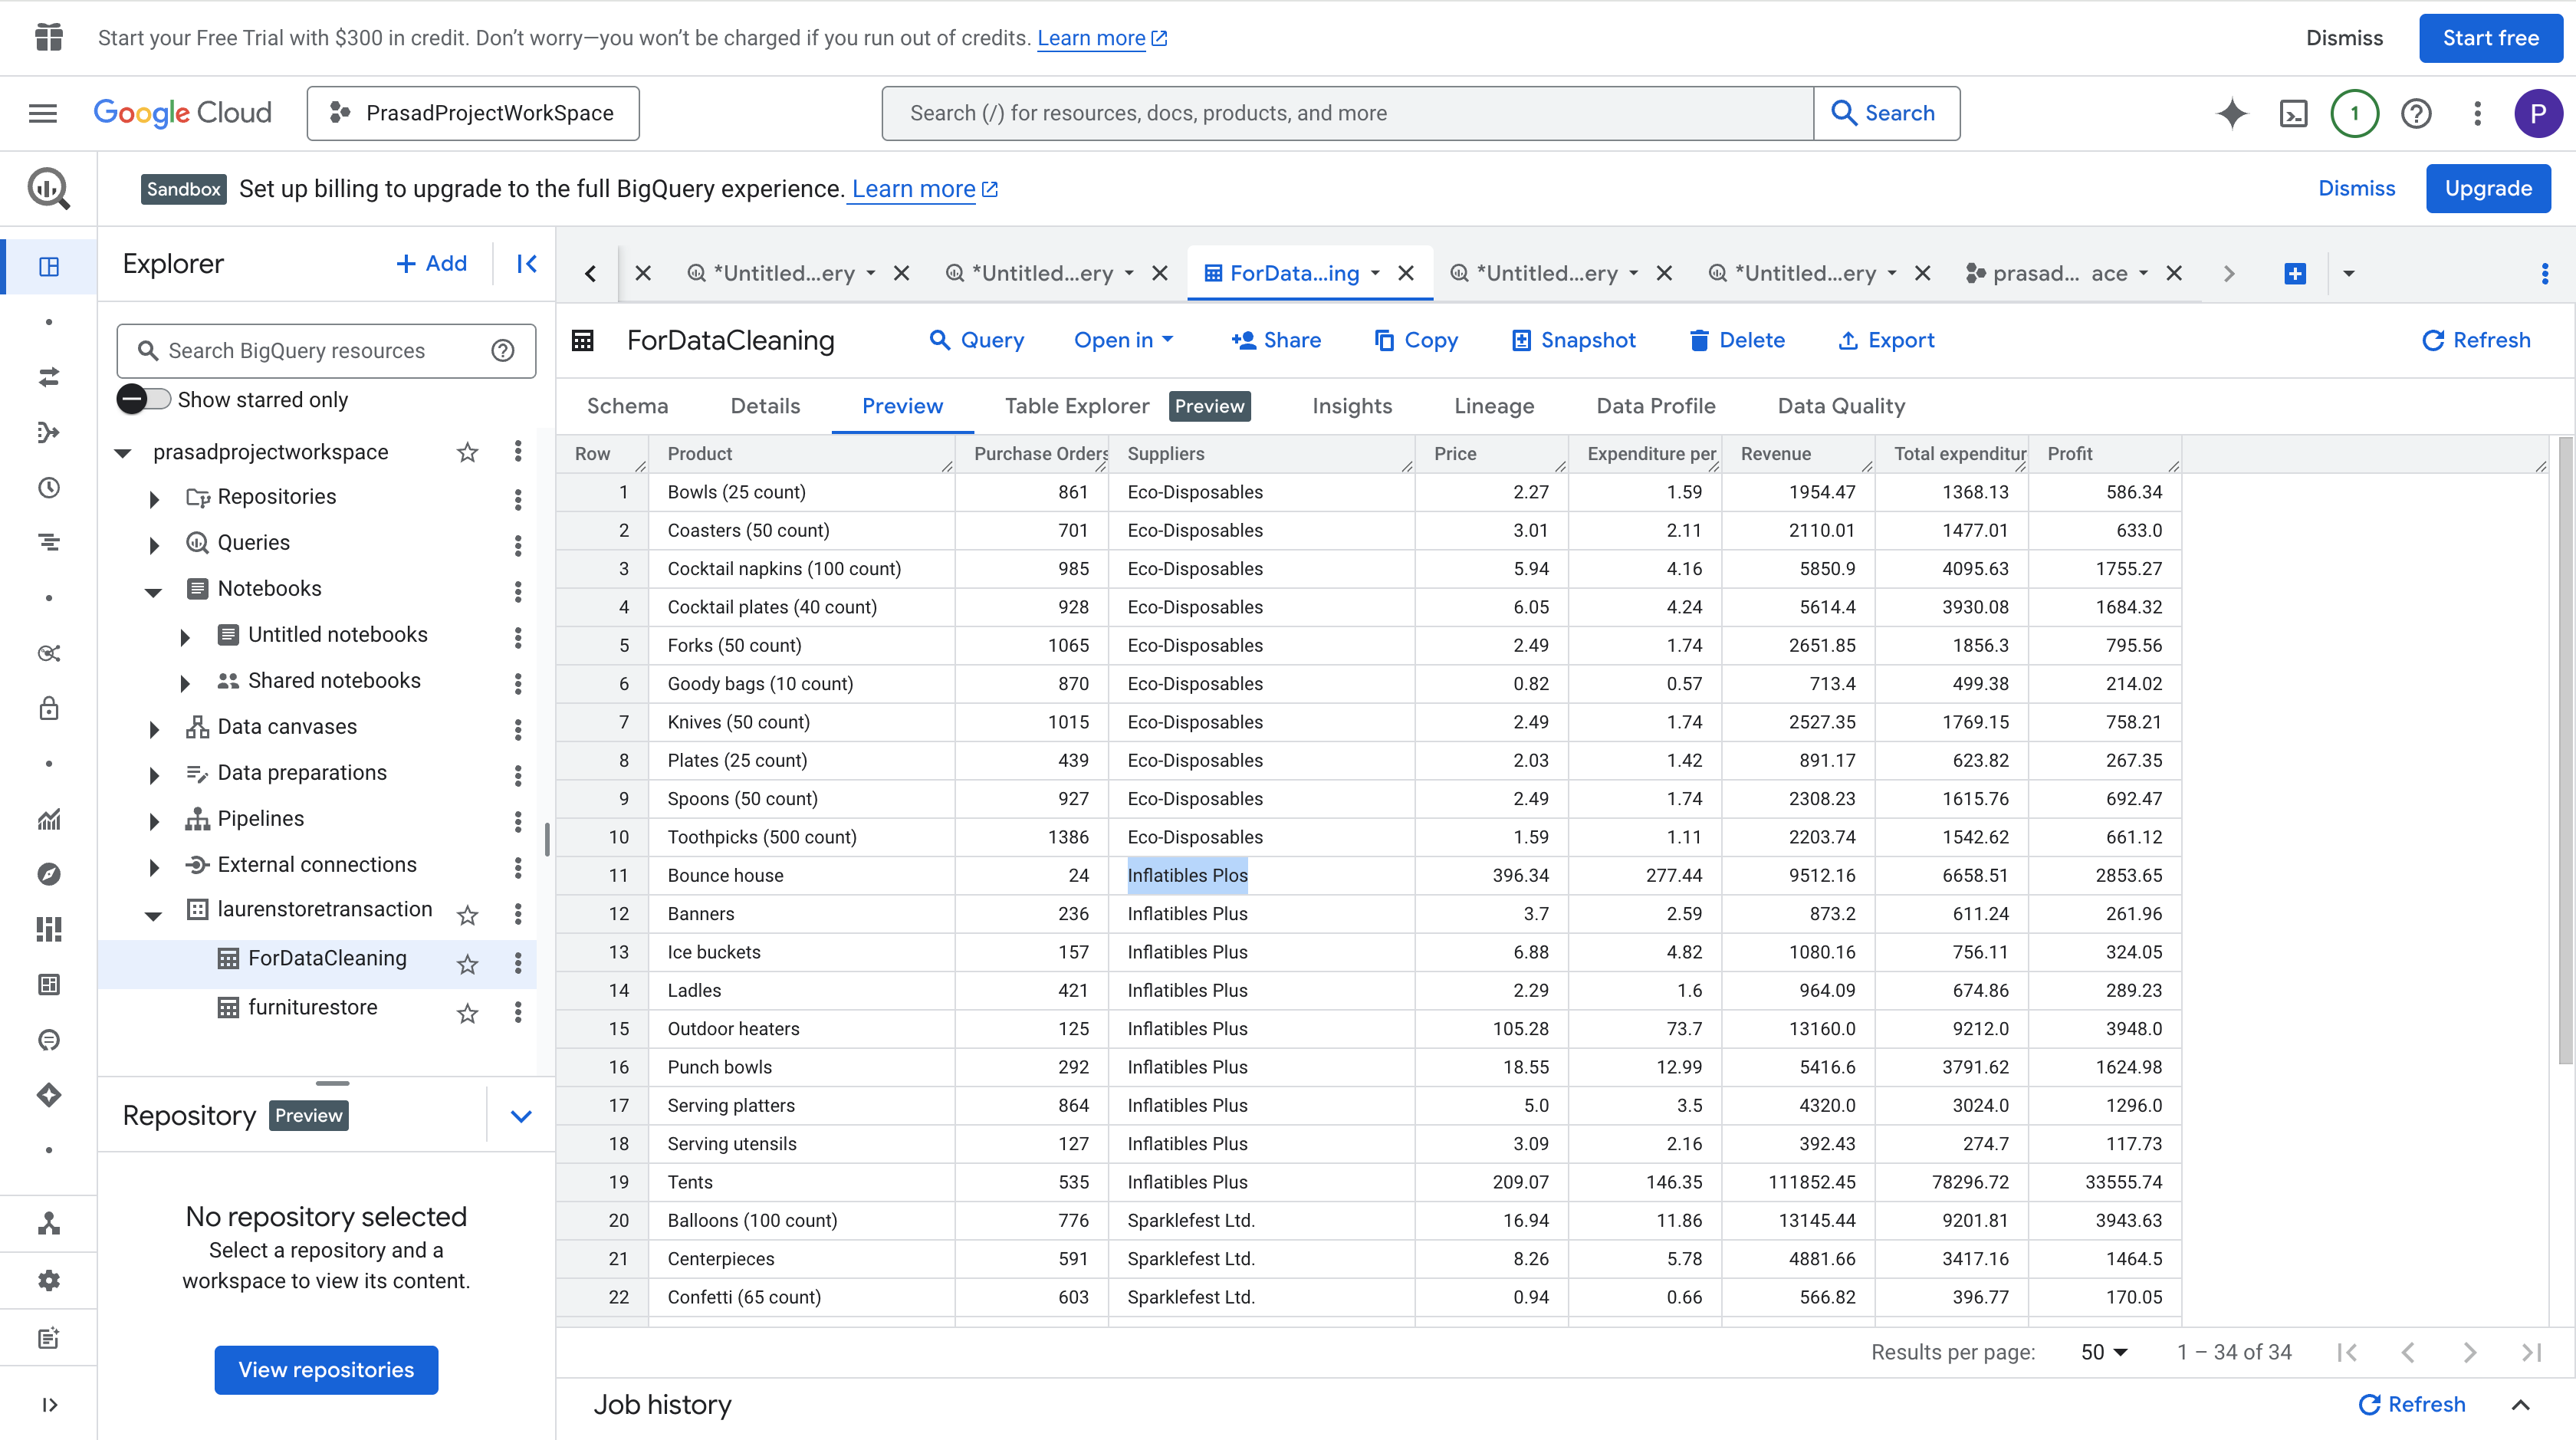 Start your Free Trial with $300 in credit. Don't worry—you won't be charged if you run out of credits. Learn more
Dismiss
Start free
Google Cloud
PrasadProjectWorkSpace
Search (/) for resources, docs, products, and more
Search
1
P
Sandbox
Set up billing to upgrade to the full BigQuery experience. Learn more
Dismiss
Upgrade
Explorer
+ Add
Search BigQuery resources
Show starred only
prasadprojectworkspace
Repositories
Queries
Notebooks
Untitled notebooks
Shared notebooks
Data canvases
Data preparations
Pipelines
External connections
laurenstoretransaction
ForDataCleaning
furniturestore
Repository Preview
No repository selected
Select a repository and a
workspace to view its content.
View repositories
*Untitled...ery
*Untitled...ery
ForData...ing
*Untitled...ery
*Untitled...ery
prasad... ace
ForDataCleaning
Query
Open in
Share
Copy
Snapshot
Delete
Export
Refresh
Schema
Details
Preview
Table Explorer Preview
Insights
Lineage
Data Profile
Data Quality
Row Product Purchase Orders Suppliers Price Expenditure per Revenue Total expenditur Profit
1 Bowls (25 count) 861 Eco-Disposables 2.27 1.59 1954.47 1368.13 586.34
2 Coasters (50 count) 701 Eco-Disposables 3.01 2.11 2110.01 1477.01 633.0
3 Cocktail napkins (100 count) 985 Eco-Disposables 5.94 4.16 5850.9 4095.63 1755.27
4 Cocktail plates (40 count) 928 Eco-Disposables 6.05 4.24 5614.4 3930.08 1684.32
5 Forks (50 count) 1065 Eco-Disposables 2.49 1.74 2651.85 1856.3 795.56
6 Goody bags (10 count) 870 Eco-Disposables 0.82 0.57 713.4 499.38 214.02
7 Knives (50 count) 1015 Eco-Disposables 2.49 1.74 2527.35 1769.15 758.21
8 Plates (25 count) 439 Eco-Disposables 2.03 1.42 891.17 623.82 267.35
9 Spoons (50 count) 927 Eco-Disposables 2.49 1.74 2308.23 1615.76 692.47
10 Toothpicks (500 count) 1386 Eco-Disposables 1.59 1.11 2203.74 1542.62 661.12
11 Bounce house 24 Inflatibles Plos 396.34 277.44 9512.16 6658.51 2853.65
12 Banners 236 Inflatibles Plus 3.7 2.59 873.2 611.24 261.96
13 Ice buckets 157 Inflatibles Plus 6.88 4.82 1080.16 756.11 324.05
14 Ladles 421 Inflatibles Plus 2.29 1.6 964.09 674.86 289.23
15 Outdoor heaters 125 Inflatibles Plus 105.28 73.7 13160.0 9212.0 3948.0
16 Punch bowls 292 Inflatibles Plus 18.55 12.99 5416.6 3791.62 1624.98
17 Serving platters 864 Inflatibles Plus 5.0 3.5 4320.0 3024.0 1296.0
18 Serving utensils 127 Inflatibles Plus 3.09 2.16 392.43 274.7 117.73
19 Tents 535 Inflatibles Plus 209.07 146.35 111852.45 78296.72 33555.74
20 Balloons (100 count) 776 Sparklefest Ltd. 16.94 11.86 13145.44 9201.81 3943.63
21 Centerpieces 591 Sparklefest Ltd. 8.26 5.78 4881.66 3417.16 1464.5
22 Confetti (65 count) 603 Sparklefest Ltd. 0.94 0.66 566.82 396.77 170.05
Results per page: 50 1 – 34 of 34
Job history
Refresh